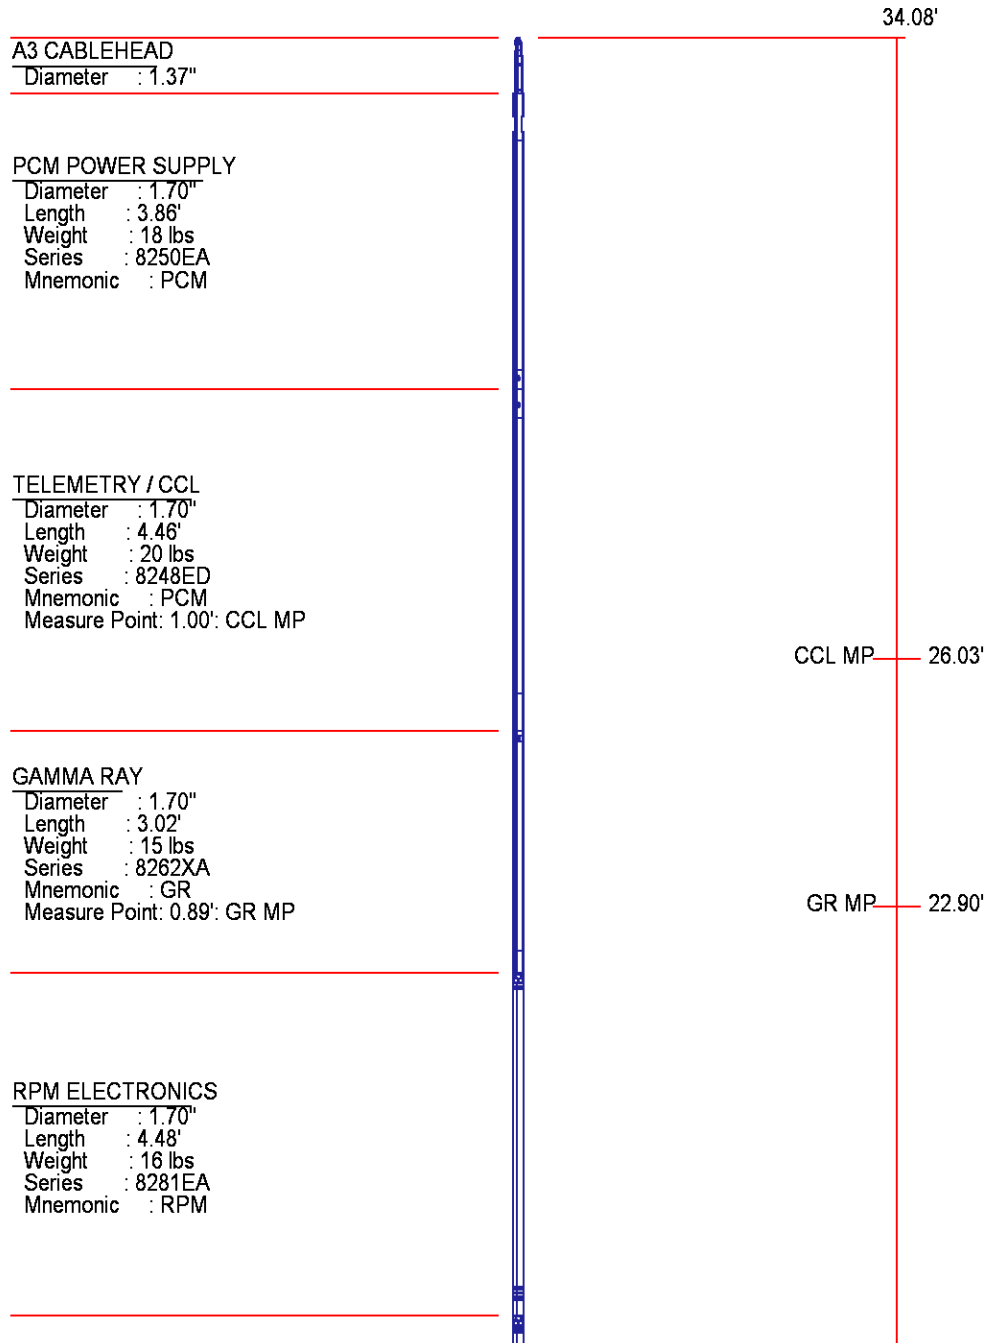 34.08'
A3 CABLEHEAD
Diameter : 1.37"
PCM POWER SUPPLY
Diameter : 1.70"
Length : 3.86'
Weight : 18 lbs
Series : 8250EA
Mnemonic : PCM
TELEMETRY / CCL
Diameter : 1.70"
Length : 4.46'
Weight : 20 lbs
Series : 8248ED
Mnemonic : PCM
Measure Point: 1.00': CCL MP
CCL MP 26.03'
GAMMA RAY
Diameter : 1.70"
Length : 3.02'
Weight : 15 lbs
Series : 8262XA
Mnemonic : GR
Measure Point: 0.89': GR MP
GR MP 22.90'
RPM ELECTRONICS
Diameter : 1.70"
Length : 4.48'
Weight : 16 lbs
Series : 8281EA
Mnemonic : RPM